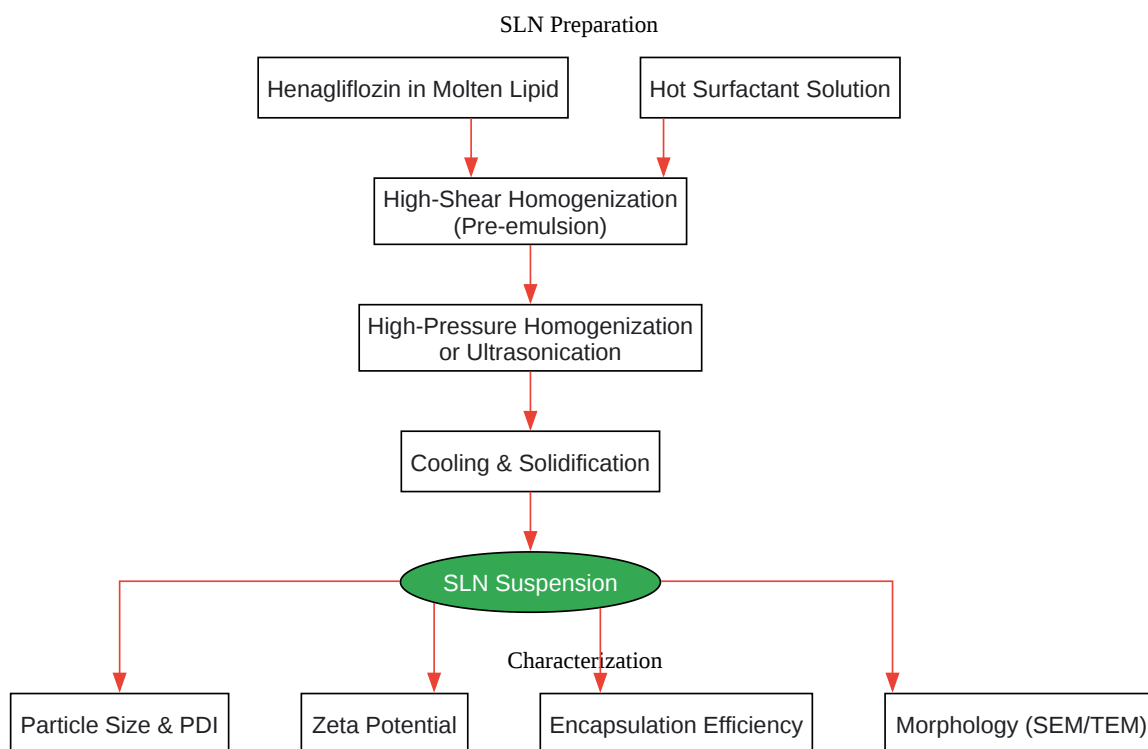 SLN Preparation
Henagliflozin in Molten Lipid
Hot Surfactant Solution
High-Shear Homogenization
(Pre-emulsion)
High-Pressure Homogenization
or Ultrasonication
Cooling & Solidification
SLN Suspension
Characterization
Particle Size & PDI
Zeta Potential
Encapsulation Efficiency
Morphology (SEM/TEM)